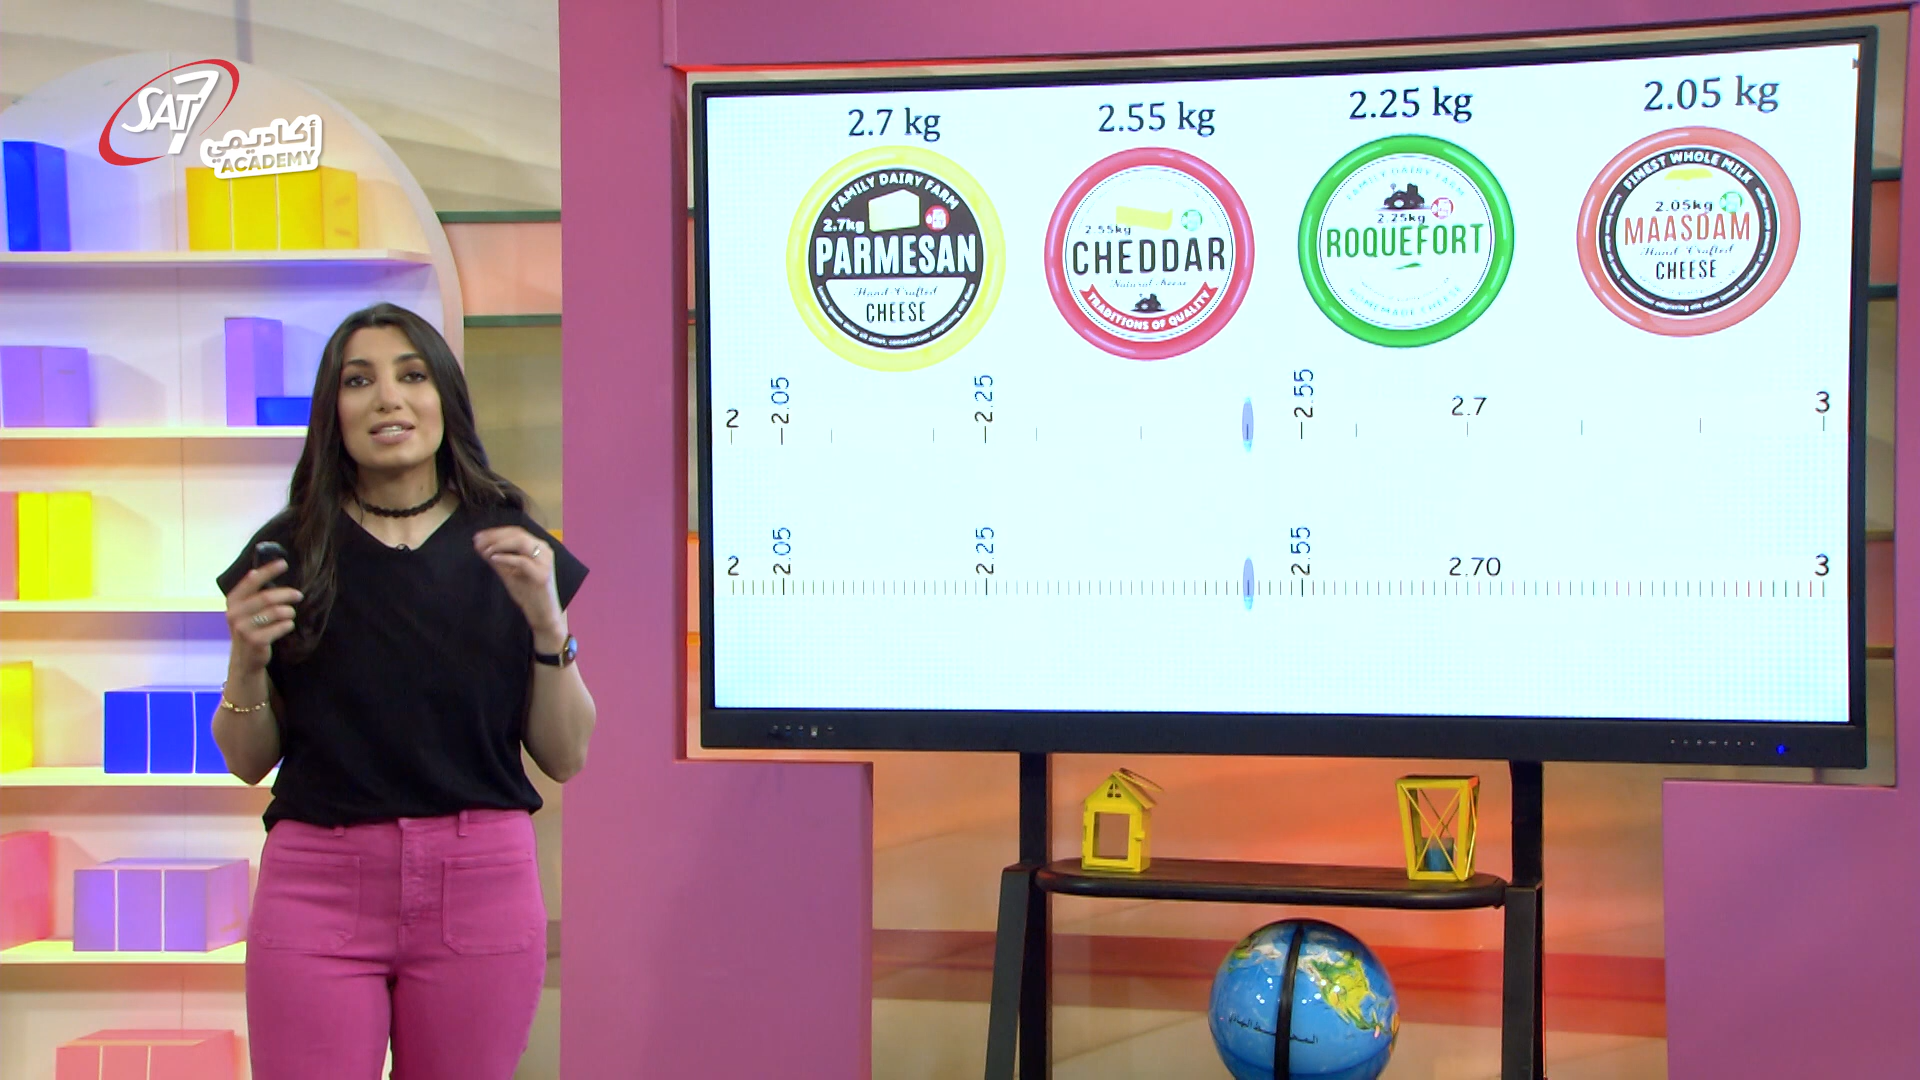 SAT 7
أكاديمي
ACADEMY
2.7 kg
2.55 kg
2.25 kg
2.05 kg
FAMILY DAIRY FARM
2.7kg
PARMESAN
Hand Crafted
CHEESE
2.55kg
CHEDDAR
Natural cheese
TRADITIONS OF QUALITY
FAMILY DAIRY FARM
2.25kg
ROQUEFORT
HOMEMADE CHEESE
FINEST WHOLE MILK
2.05kg
MAASDAM
Hand Crafted
CHEESE
2
2.05
2.25
2.55
2.7
3
2
2.05
2.25
2.55
2.70
3